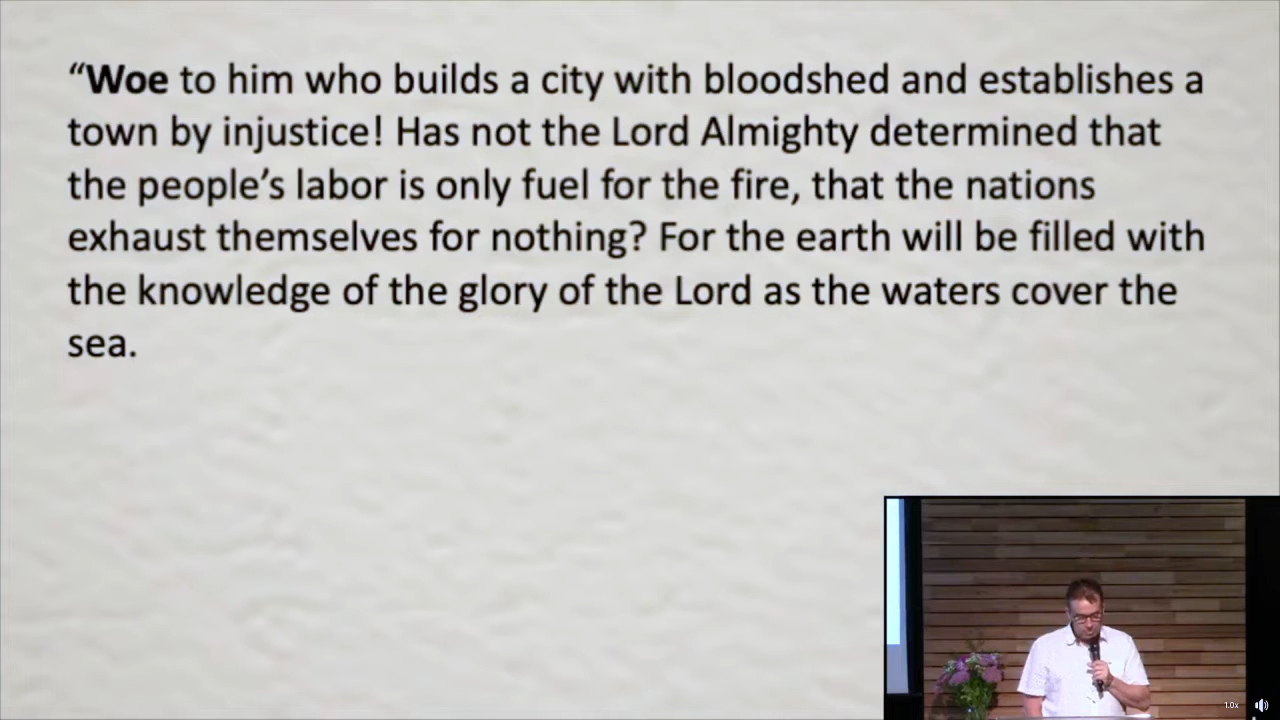 “Woe to him who builds a city with bloodshed and establishes a
town by injustice! Has not the Lord Almighty determined that
the people’s labor is only fuel for the fire, that the nations
exhaust themselves for nothing? For the earth will be filled with
the knowledge of the glory of the Lord as the waters cover the
sea.
1.0x